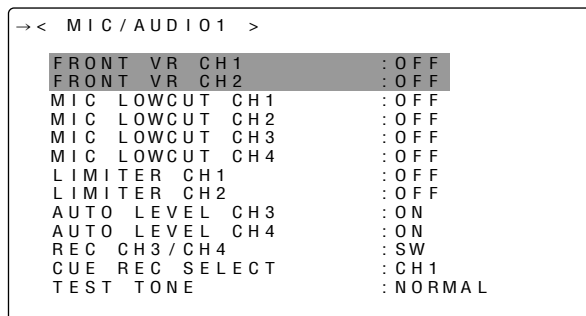 →< MIC/AUDIO1 >
FRONT VR CH1 :OFF
FRONT VR CH2 :OFF
MIC LOWCUT CH1 :OFF
MIC LOWCUT CH2 :OFF
MIC LOWCUT CH3 :OFF
MIC LOWCUT CH4 :OFF
LIMITER CH1 :OFF
LIMITER CH2 :OFF
AUTO LEVEL CH3 :ON
AUTO LEVEL CH4 :ON
REC CH3/CH4 :SW
CUE REC SELECT :CH1
TEST TONE :NORMAL